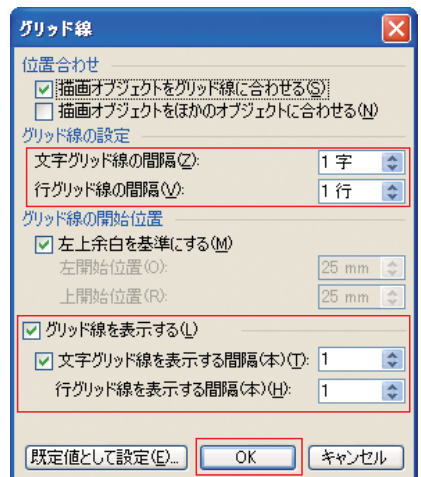 グリッド線
位置合わせ
描画オブジェクトをグリッド線に合わせる(S)
描画オブジェクトをほかのオブジェクトに合わせる(N)
グリッド線の設定
文字グリッド線の間隔(Z): 1 字
行グリッド線の間隔(V): 1 行
グリッド線の開始位置
左上余白を基準にする(M)
左開始位置(O): 25 mm
上開始位置(R): 25 mm
グリッド線を表示する(L)
文字グリッド線を表示する間隔(本)(T): 1
行グリッド線を表示する間隔(本)(H): 1
既定値として設定(E)... OK キャンセル